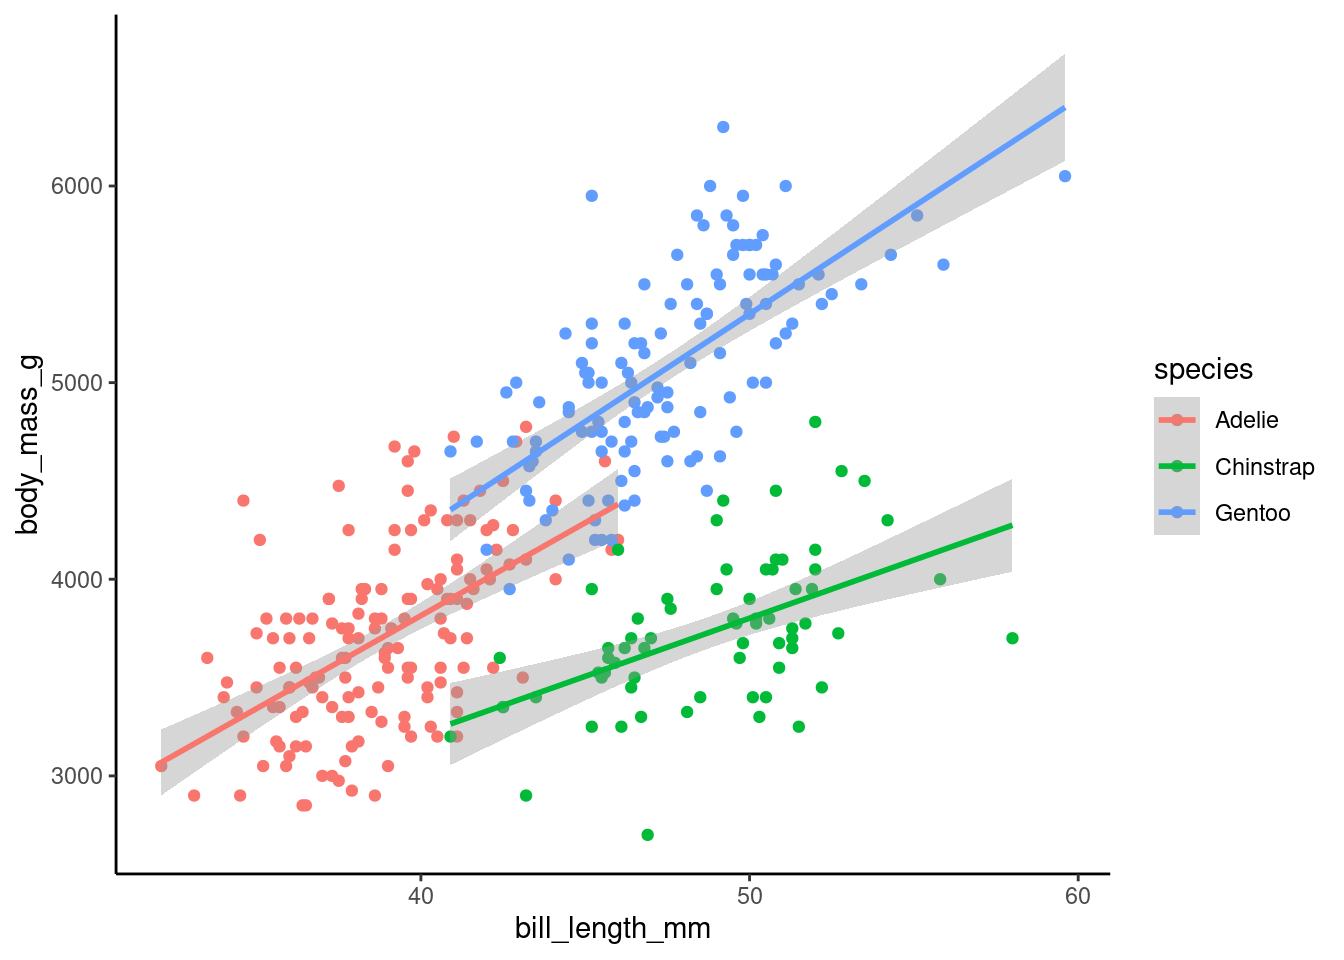 body_mass_g
6000
5000
4000
3000
40
50
60
bill_length_mm
species
Adelie
Chinstrap
Gentoo